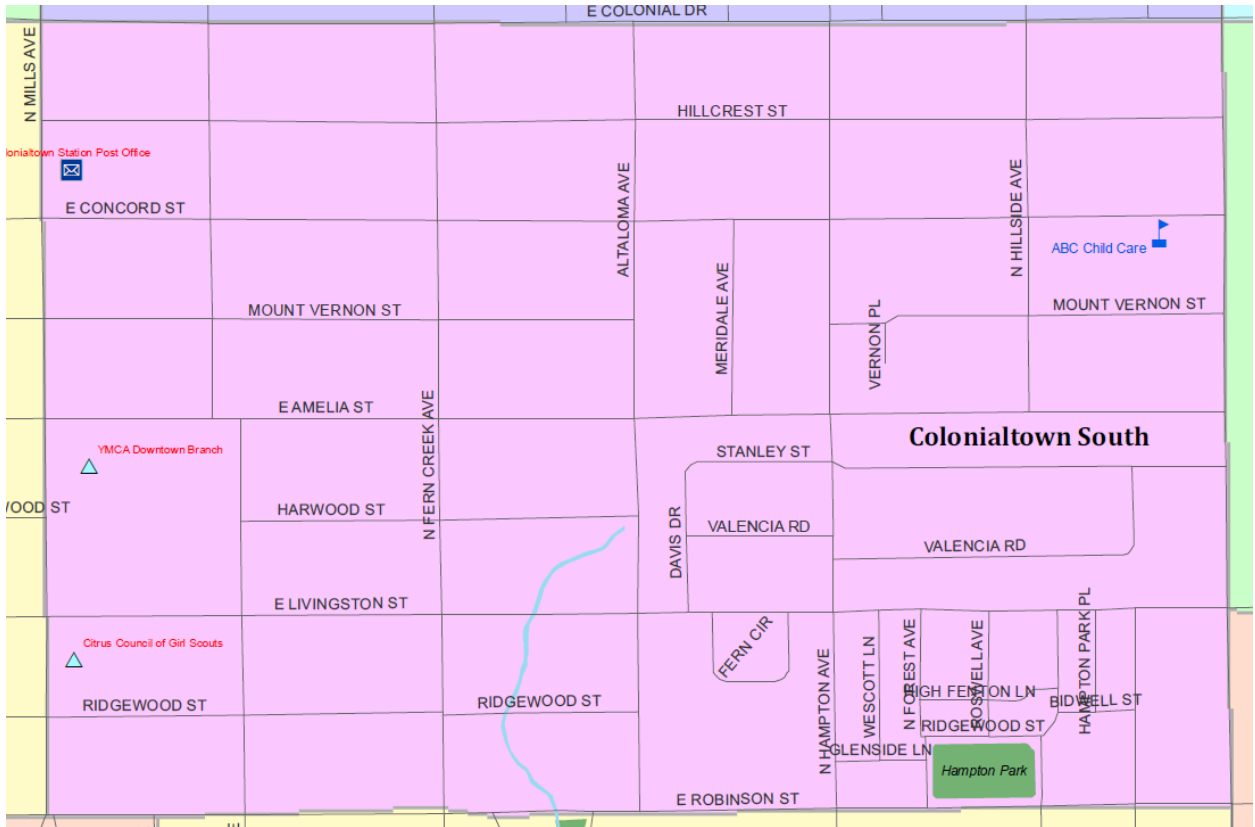 E COLONIAL DR
N MILLS AVE
HILLCREST ST
olonialtown Station Post Office
ALTALOMA AVE
N HILLSIDE AVE
E CONCORD ST
ABC Child Care
MERIDALE AVE
MOUNT VERNON ST
VERNON PL
MOUNT VERNON ST
E AMELIA ST
N FERN CREEK AVE
Colonialtown South
YMCA Downtown Branch
STANLEY ST
WOOD ST
HARWOOD ST
DAVIS DR
VALENCIA RD
VALENCIA RD
E LIVINGSTON ST
HAMPTON PARK PL
Citrus Council of Girl Scouts
FERN CIR
N HAMPTON AVE
WESCOTT LN
N FOREST AVE
ROSWELL AVE
HIGH FENTON LN
BIDWELL ST
RIDGEWOOD ST
RIDGEWOOD ST
RIDGEWOOD ST
GLENSIDE LN
Hampton Park
E ROBINSON ST